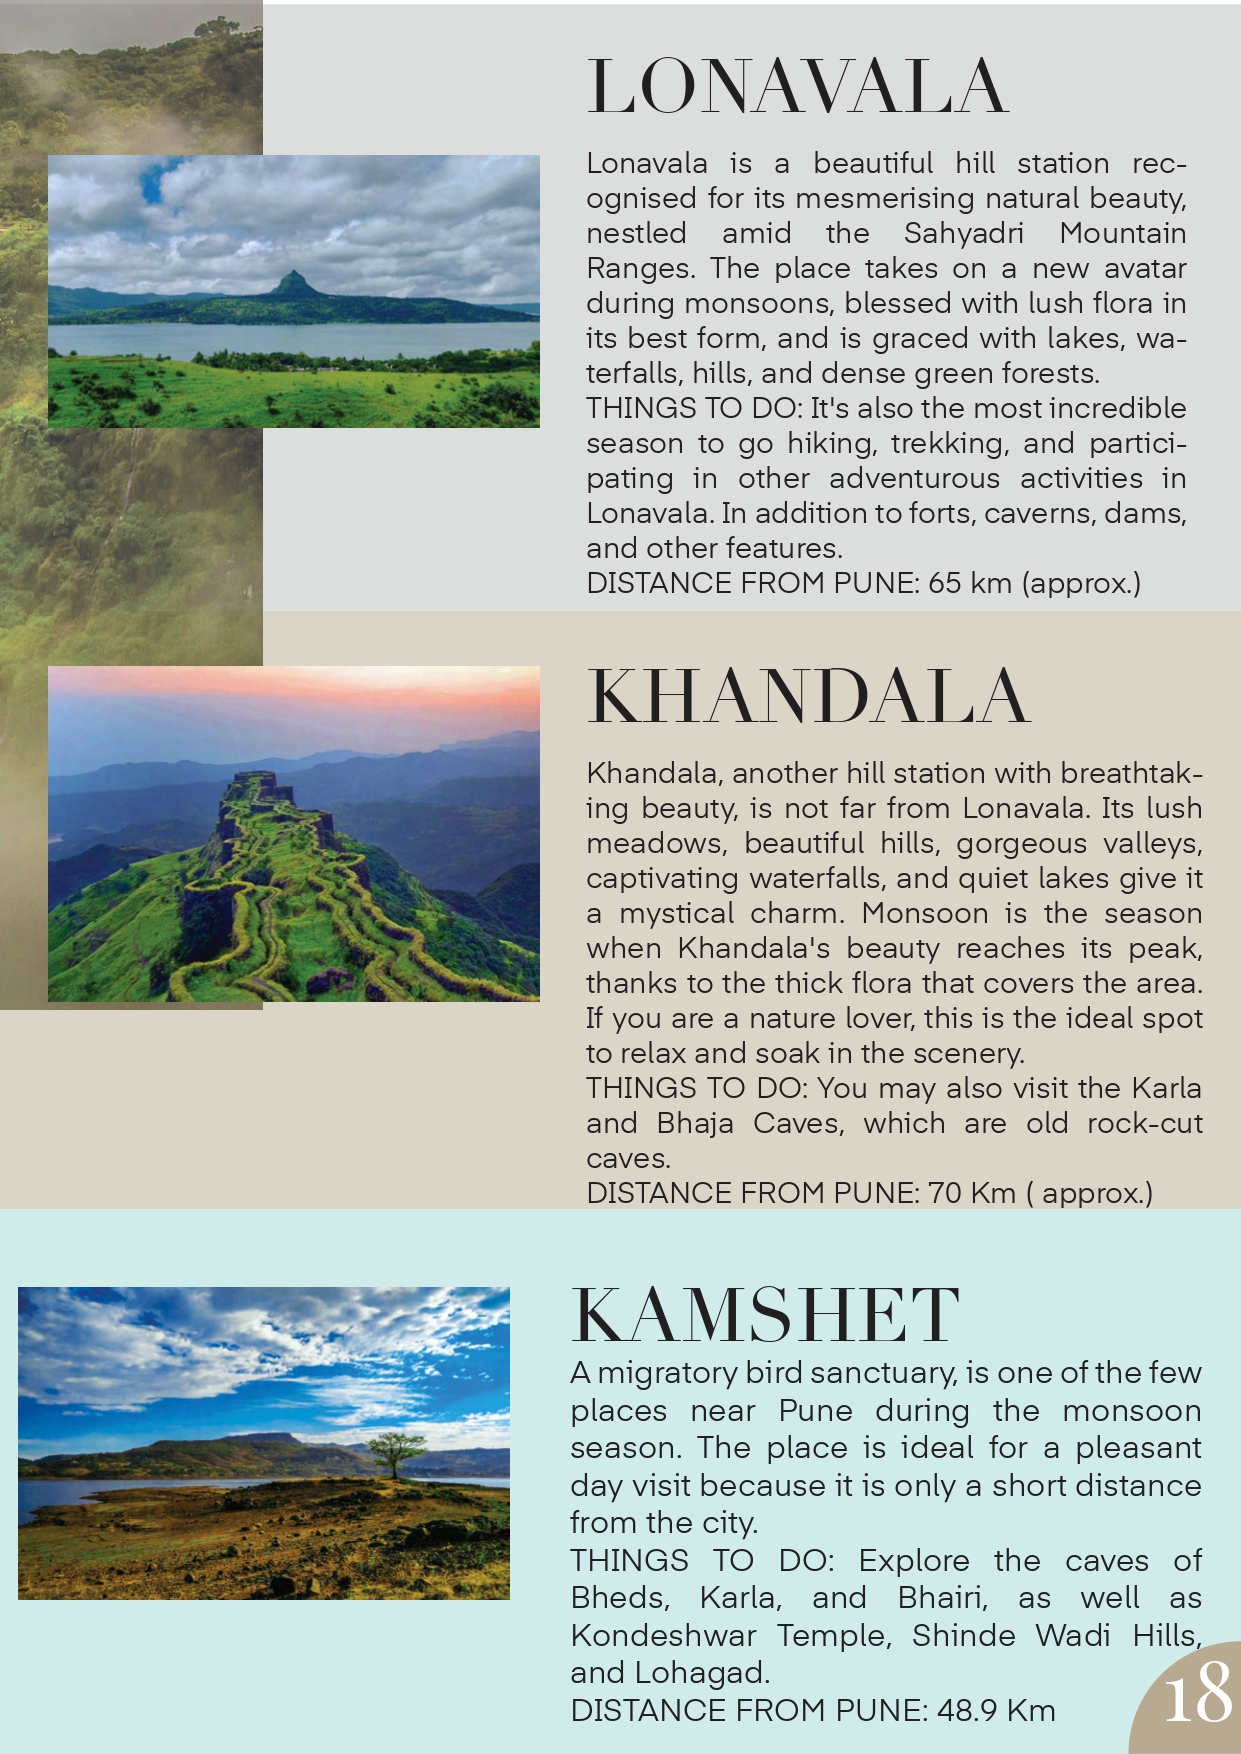 LONAVALA
Lonavala is a beautiful hill station rec-
ognised for its mesmerising natural beauty,
nestled amid the Sahyadri Mountain
Ranges. The place takes on a new avatar
during monsoons, blessed with lush flora in
its best form, and is graced with lakes, wa-
terfalls, hills, and dense green forests.
THINGS TO DO: It's also the most incredible
season to go hiking, trekking, and partici-
pating in other adventurous activities in
Lonavala. In addition to forts, caverns, dams,
and other features.
DISTANCE FROM PUNE: 65 km (approx.)
KHANDALA
Khandala, another hill station with breathtak-
ing beauty, is not far from Lonavala. Its lush
meadows, beautiful hills, gorgeous valleys,
captivating waterfalls, and quiet lakes give it
a mystical charm. Monsoon is the season
when Khandala's beauty reaches its peak,
thanks to the thick flora that covers the area.
If you are a nature lover, this is the ideal spot
to relax and soak in the scenery.
THINGS TO DO: You may also visit the Karla
and Bhaja Caves, which are old rock-cut
caves.
DISTANCE FROM PUNE: 70 Km ( approx.)
KAMSHET
A migratory bird sanctuary, is one of the few
places near Pune during the monsoon
season. The place is ideal for a pleasant
day visit because it is only a short distance
from the city.
THINGS TO DO: Explore the caves of
Bheds, Karla, and Bhairi, as well as
Kondeshwar Temple, Shinde Wadi Hills,
and Lohagad.
DISTANCE FROM PUNE: 48.9 Km
18